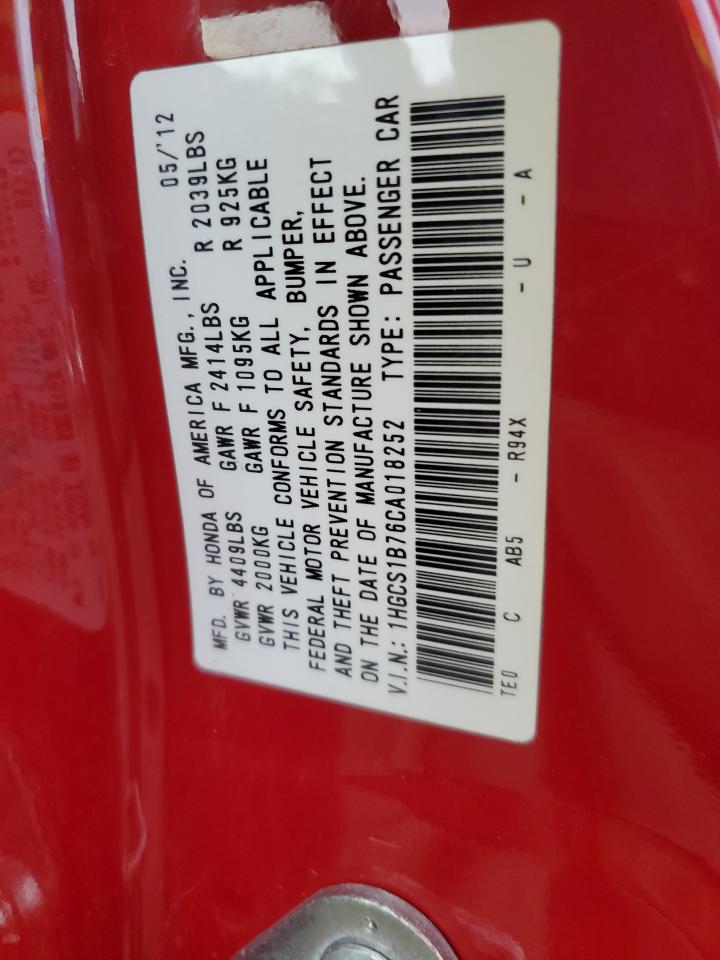 MFD. BY HONDA OF AMERICA MFG., INC. 05/'12
GVWR 4409LBS GAWR F 2414LBS R 2039LBS
GVWR 2000KG GAWR F 1095KG R 925KG
THIS VEHICLE CONFORMS TO ALL APPLICABLE
FEDERAL MOTOR VEHICLE SAFETY, BUMPER,
AND THEFT PREVENTION STANDARDS IN EFFECT
ON THE DATE OF MANUFACTURE SHOWN ABOVE.
V.I.N.: 1HGCS1B76CA018252 TYPE: PASSENGER CAR
TE0 C AB5 - R94X - U - A